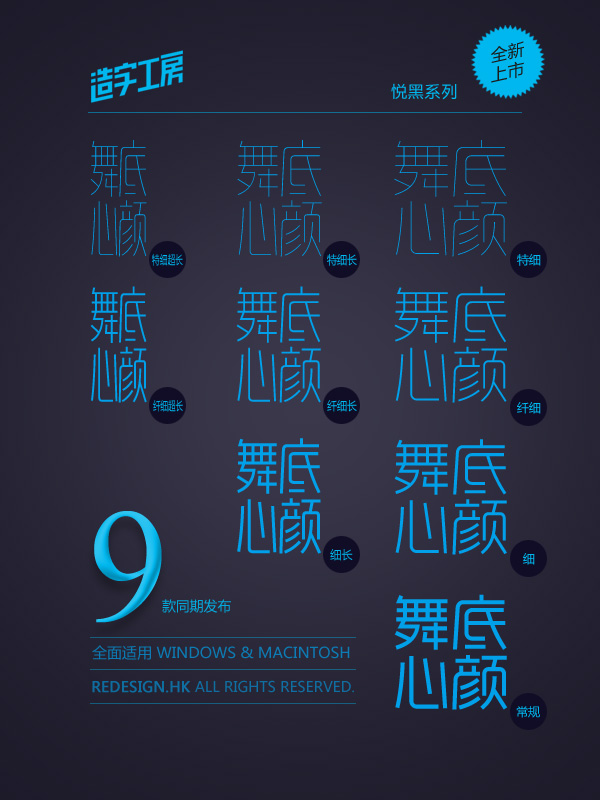 造字工房
全新
上市
悦黑系列
舞底 舞底 舞底
心颜 心颜 心颜
特细超长 特细长 特细
舞底 舞底 舞底
心颜 心颜 心颜
纤细超长 纤细长 纤细
舞底 舞底
心颜 心颜
细长 细
9
款同期发布
舞底
心颜
常规
全面适用 WINDOWS & MACINTOSH
REDESIGN.HK ALL RIGHTS RESERVED.